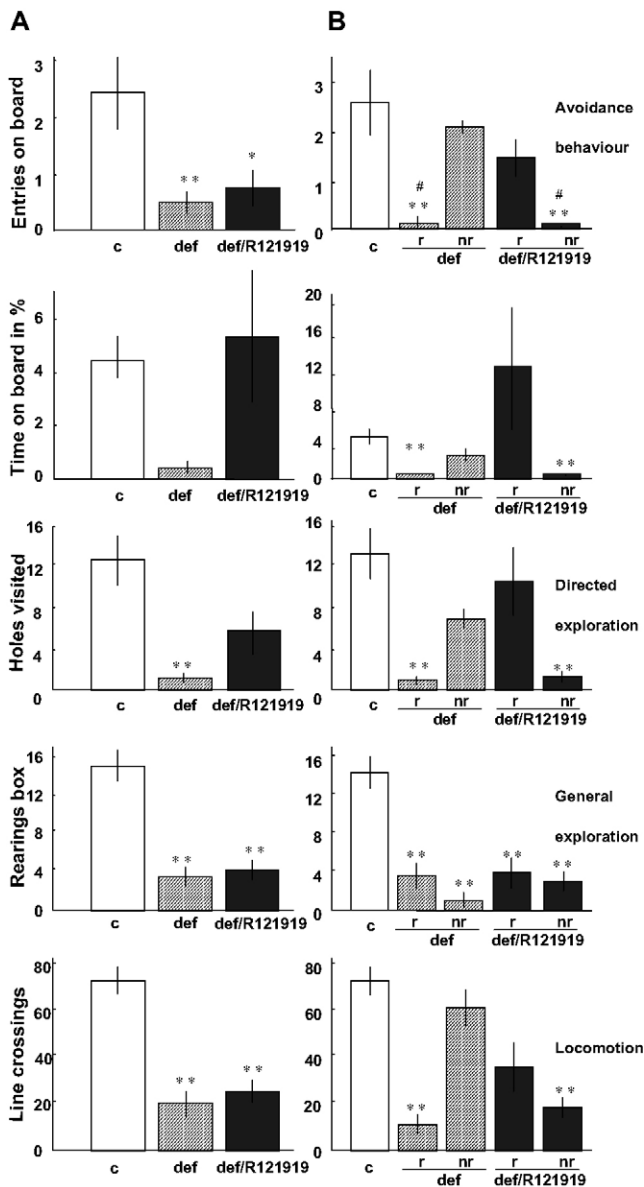 A
B
Entries on board
3
2
1
0
* *
*
c def def/R121919
3
2
1
0
#
* *
#
* *
c r nr r nr
def def/R121919
Avoidance
behaviour
Time on board in %
6
4
2
0
c def def/R121919
20
16
12
8
4
0
* *
* *
c r nr r nr
def def/R121919
Holes visited
16
12
8
4
0
* *
c def def/R121919
16
12
8
4
0
* *
* *
c r nr r nr
def def/R121919
Directed
exploration
Rearings box
16
12
8
4
0
* *
* *
c def def/R121919
16
12
8
4
0
* *
* *
* *
* *
c r nr r nr
def def/R121919
General
exploration
Line crossings
80
60
40
20
0
* *
* *
c def def/R121919
80
60
40
20
0
* *
* *
c r nr r nr
def def/R121919
Locomotion